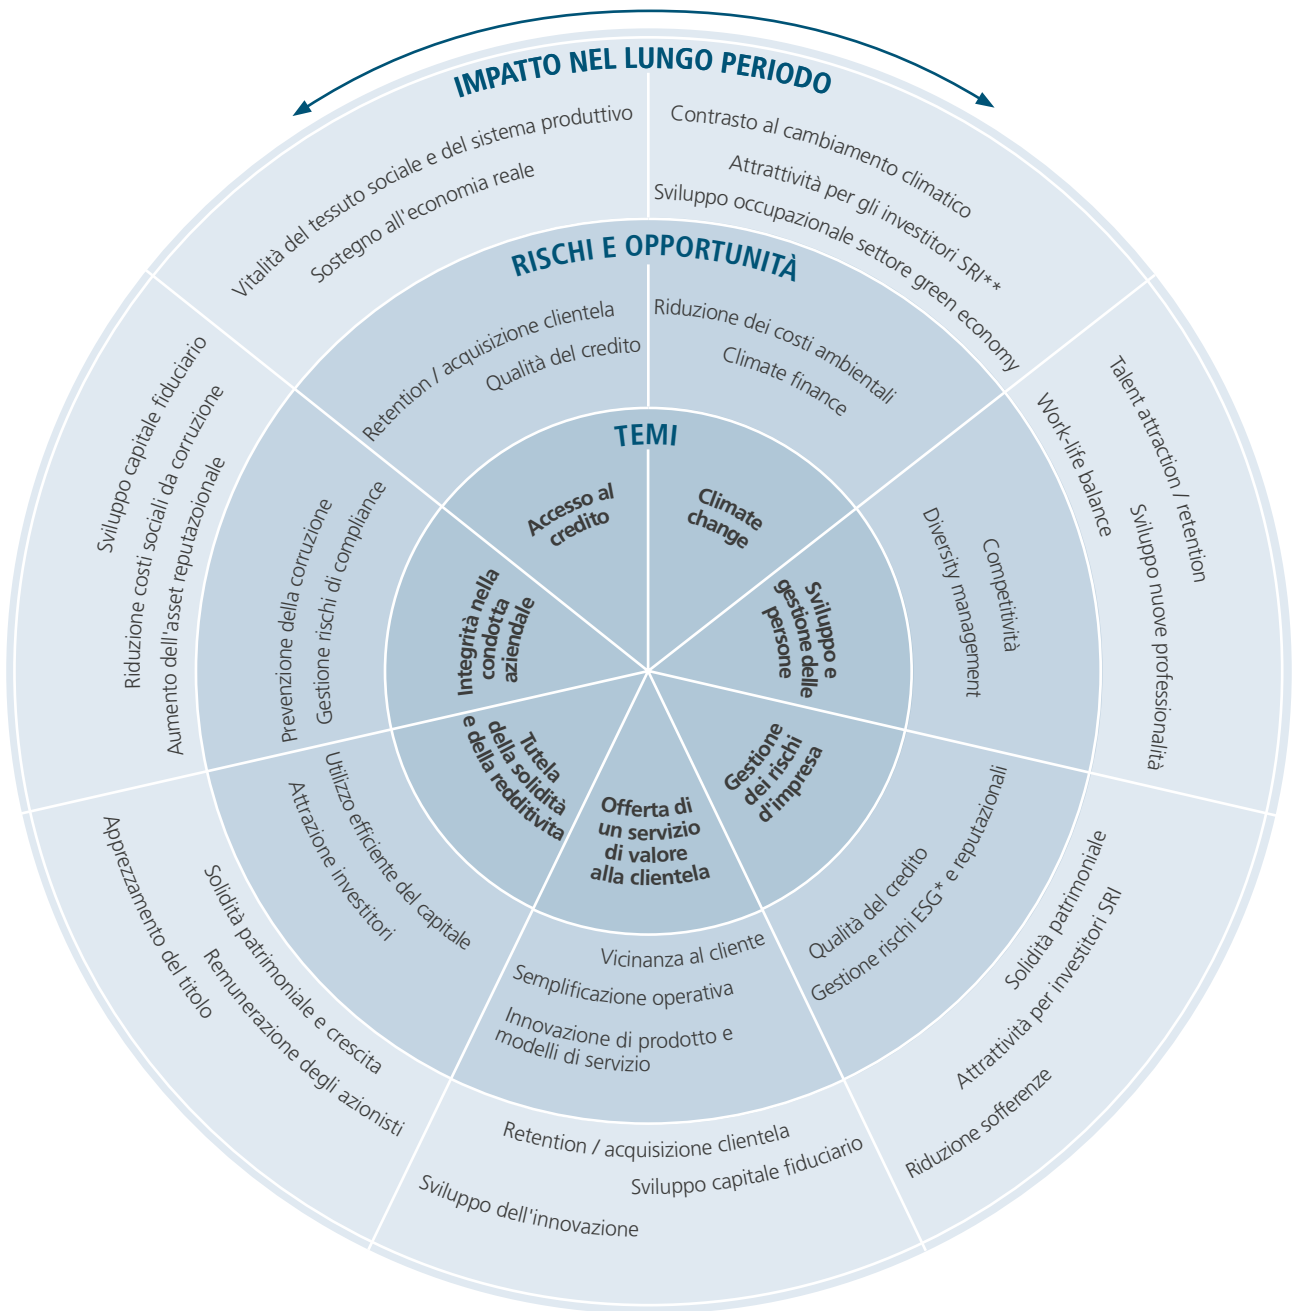 IMPATTO NEL LUNGO PERIODO
Vitalità del tessuto sociale e del sistema produttivo
Sostegno all'economia reale
Contrasto al cambiamento climatico
Attrattività per gli investitori SRI**
Sviluppo occupazionale settore green economy
RISCHI E OPPORTUNITÀ
Retention / acquisizione clientela
Qualità del credito
Riduzione dei costi ambientali
Climate finance
TEMI
Accesso al
credito
Climate
change
Sviluppo e
gestione delle
persone
Diversity management
Competitività
Work-life balance
Talent attraction / retention
Sviluppo nuove professionalità
Gestione
dei rischi
d'impresa
Qualità del credito
Gestione rischi ESG* e reputazionali
Solidità patrimoniale
Attrattività per investitori SRI
Riduzione sofferenze
Offerta di
un servizio
di valore
alla clientela
Vicinanza al cliente
Semplificazione operativa
Innovazione di prodotto e
modelli di servizio
Retention / acquisizione clientela
Sviluppo capitale fiduciario
Sviluppo dell'innovazione
Tutela
della solidità
e della redditivita
Utilizzo efficiente del capitale
Attrazione investitori
Solidità patrimoniale e crescita
Remunerazione degli azionisti
Apprezzamento del titolo
Integrità nella
condotta
aziendale
Prevenzione della corruzione
Gestione rischi di compliance
Sviluppo capitale fiduciario
Riduzione costi sociali da corruzione
Aumento dell'asset reputazoionale